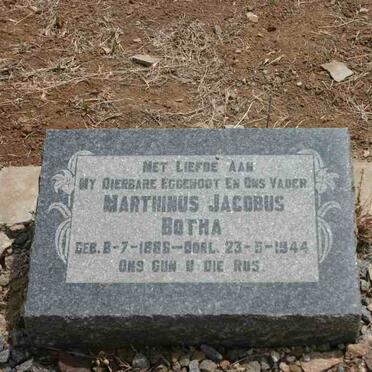 MET LIEFDE AAN
MY DIERBARE EGGENOOT EN ONS VADER
MARTHINUS JACOBUS
BOTHA
GEB. 8-7-1886 – OORL. 23-5-1944
ONS GUN U DIE RUS.